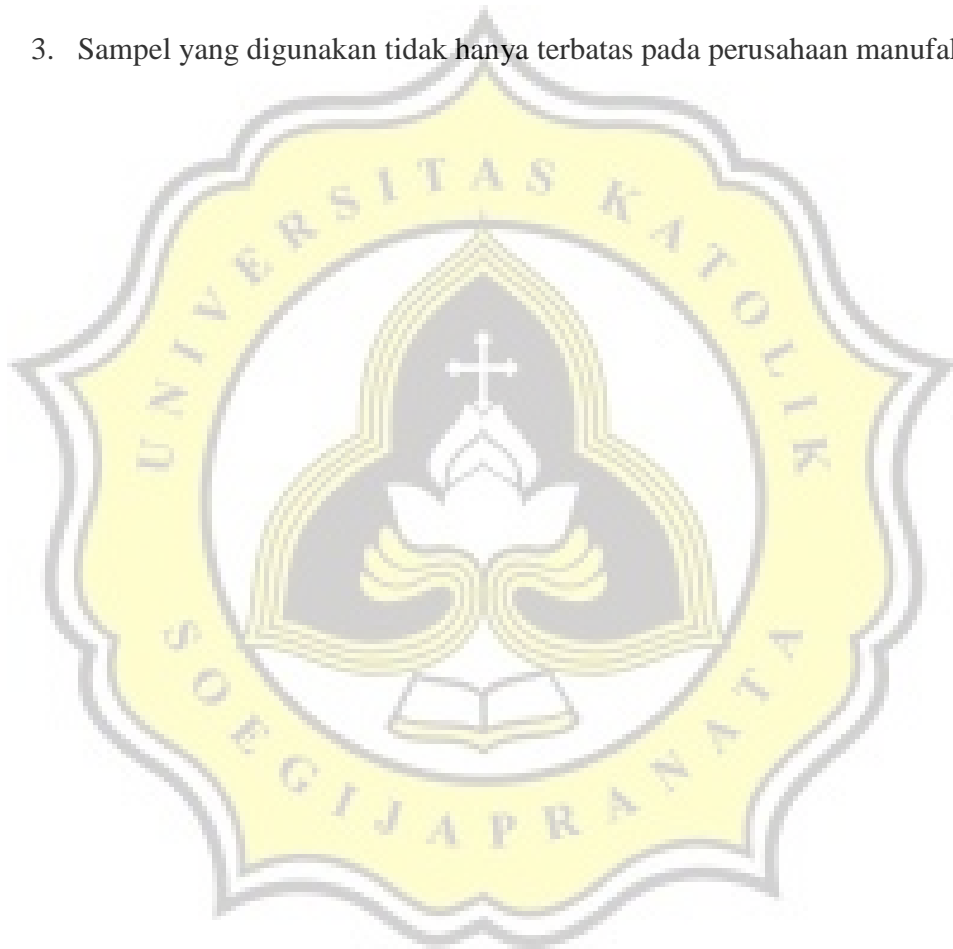 3. Sampel yang digunakan tidak hanya terbatas pada perusahaan
UNIVERSITAS KATOLIK
SOEGIJAPRANATA